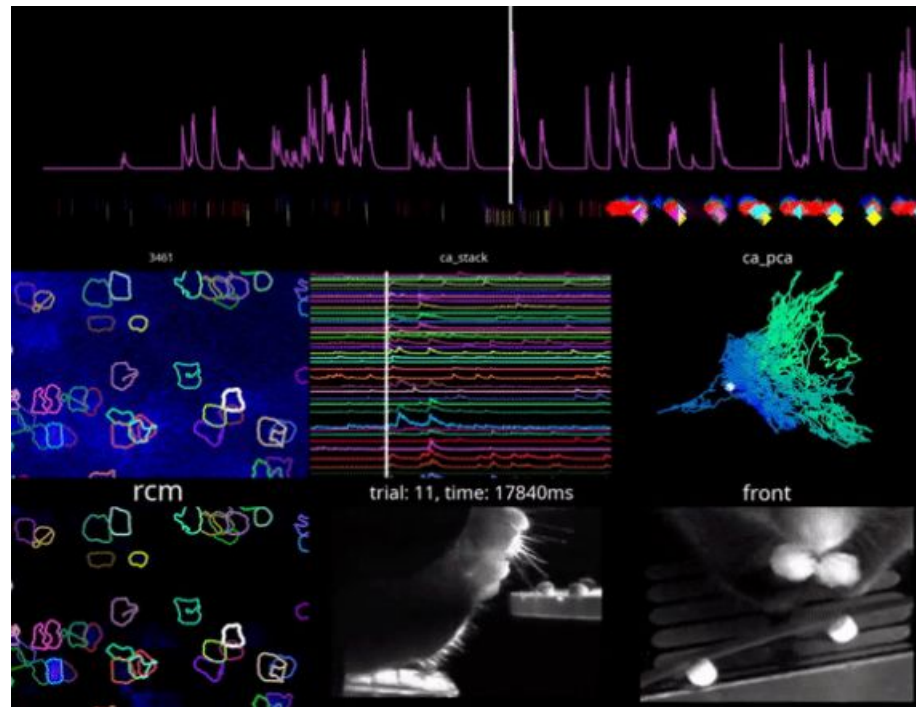 3461
ca_stack
ca_pca
rcm
trial: 11, time: 17840ms
front